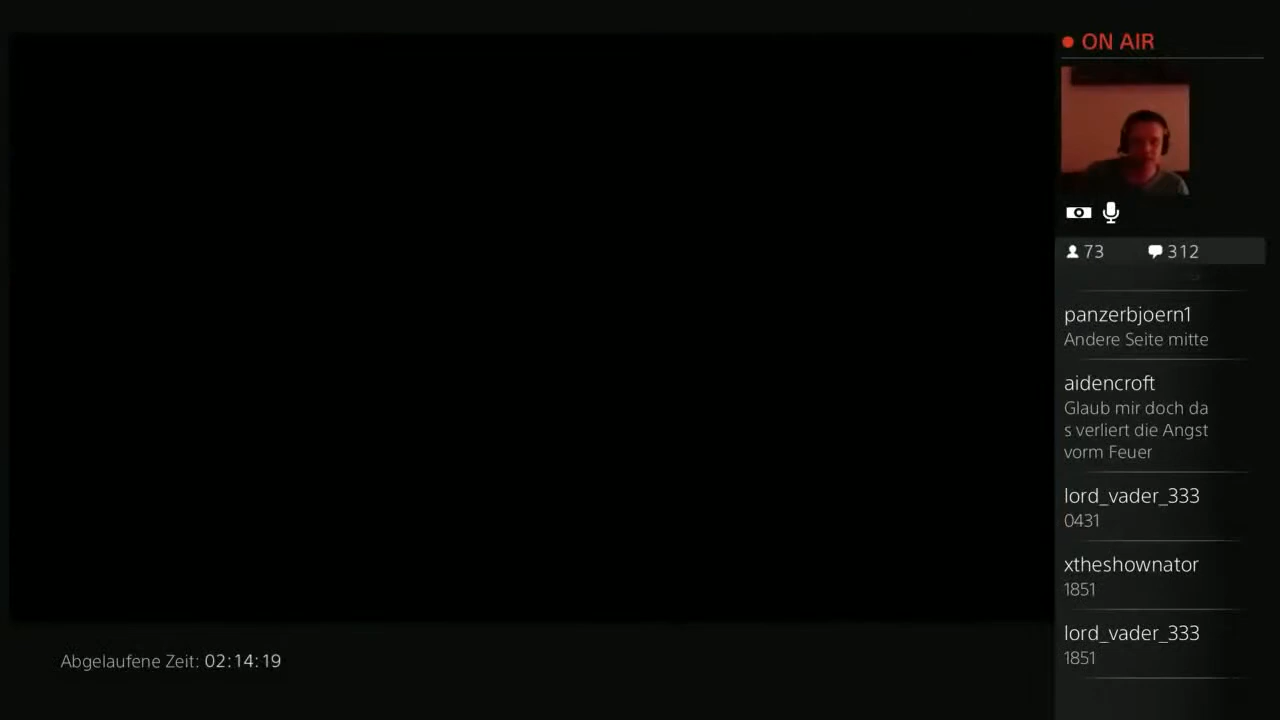 ON AIR
73 312
panzerbjoern1
Andere Seite mitte
aidencroft
Glaub mir doch da
s verliert die Angst
vorm Feuer
lord_vader_333
0431
xtheshownator
1851
lord_vader_333
1851
Abgelaufene Zeit: 02:14:19